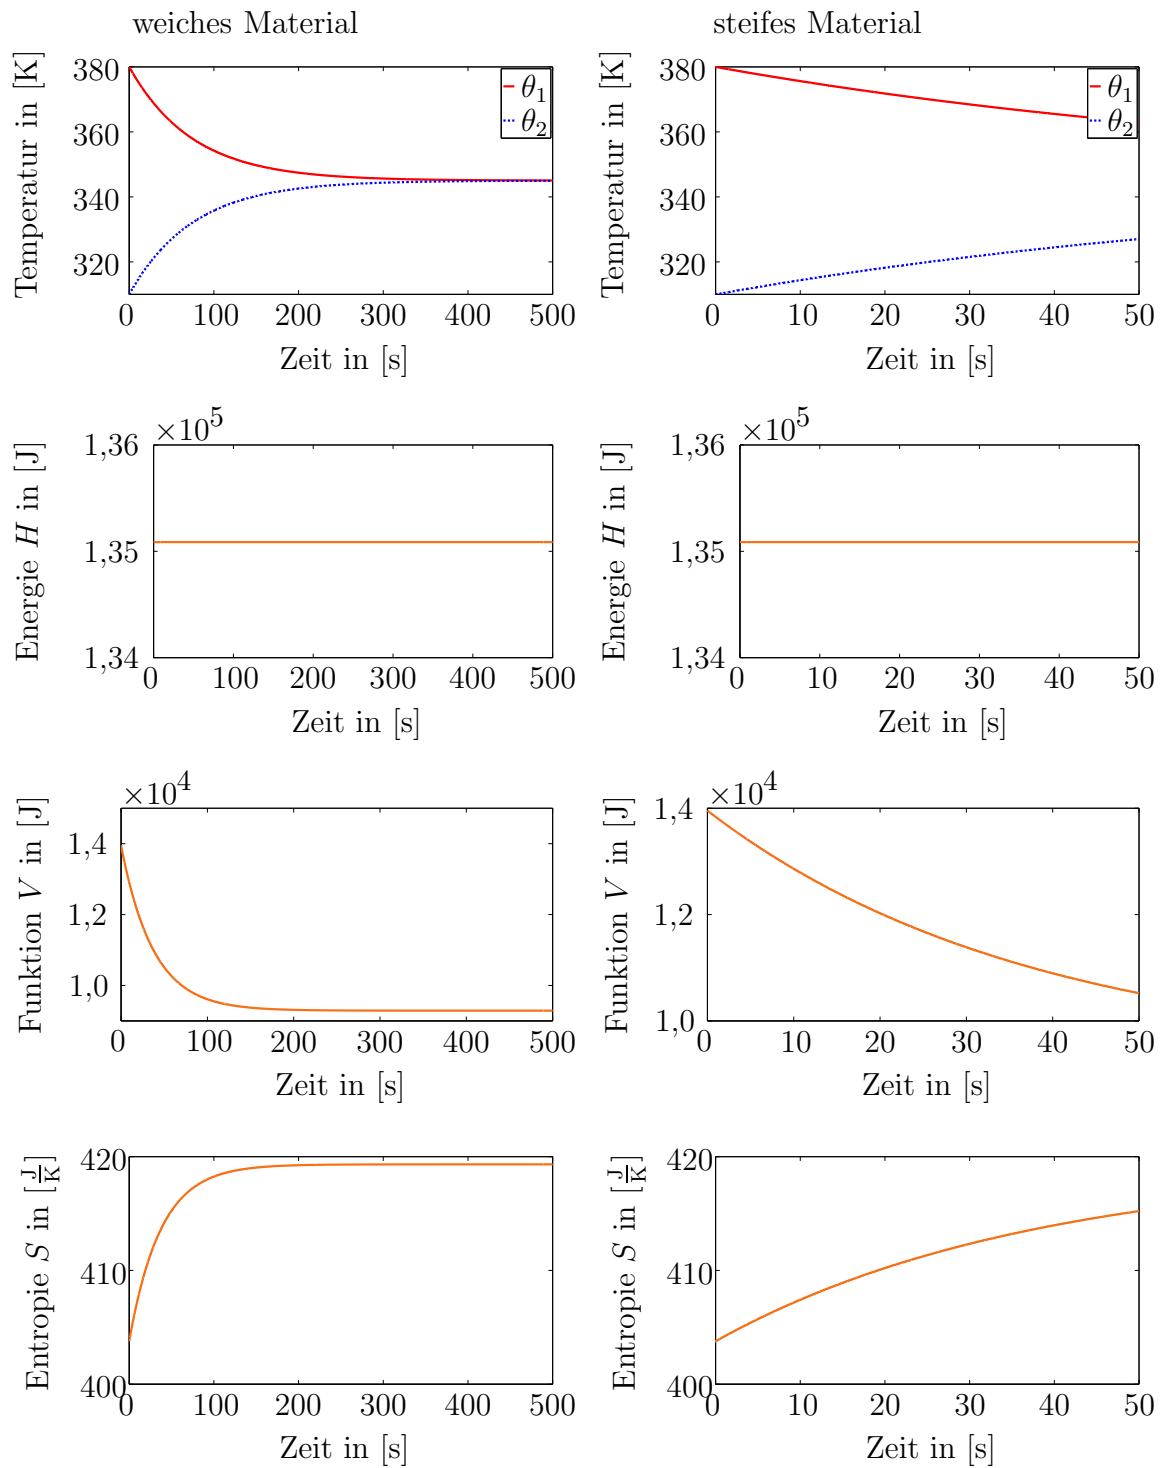 weiches Material
steifes Material
Temperatur in [K]
380
360
340
320
θ1
θ2
0 100 200 300 400 500
Zeit in [s]
Temperatur in [K]
380
360
340
320
θ1
θ2
0 10 20 30 40 50
Zeit in [s]
Energie H in [J]
×10^5
1,36
1,35
1,34
0 100 200 300 400 500
Zeit in [s]
Energie H in [J]
×10^5
1,36
1,35
1,34
0 10 20 30 40 50
Zeit in [s]
Funktion V in [J]
×10^4
1,4
1,2
1,0
0 100 200 300 400 500
Zeit in [s]
Funktion V in [J]
×10^4
1,4
1,2
1,0
0 10 20 30 40 50
Zeit in [s]
Entropie S in [J/K]
420
410
400
0 100 200 300 400 500
Zeit in [s]
Entropie S in [J/K]
420
410
400
0 10 20 30 40 50
Zeit in [s]